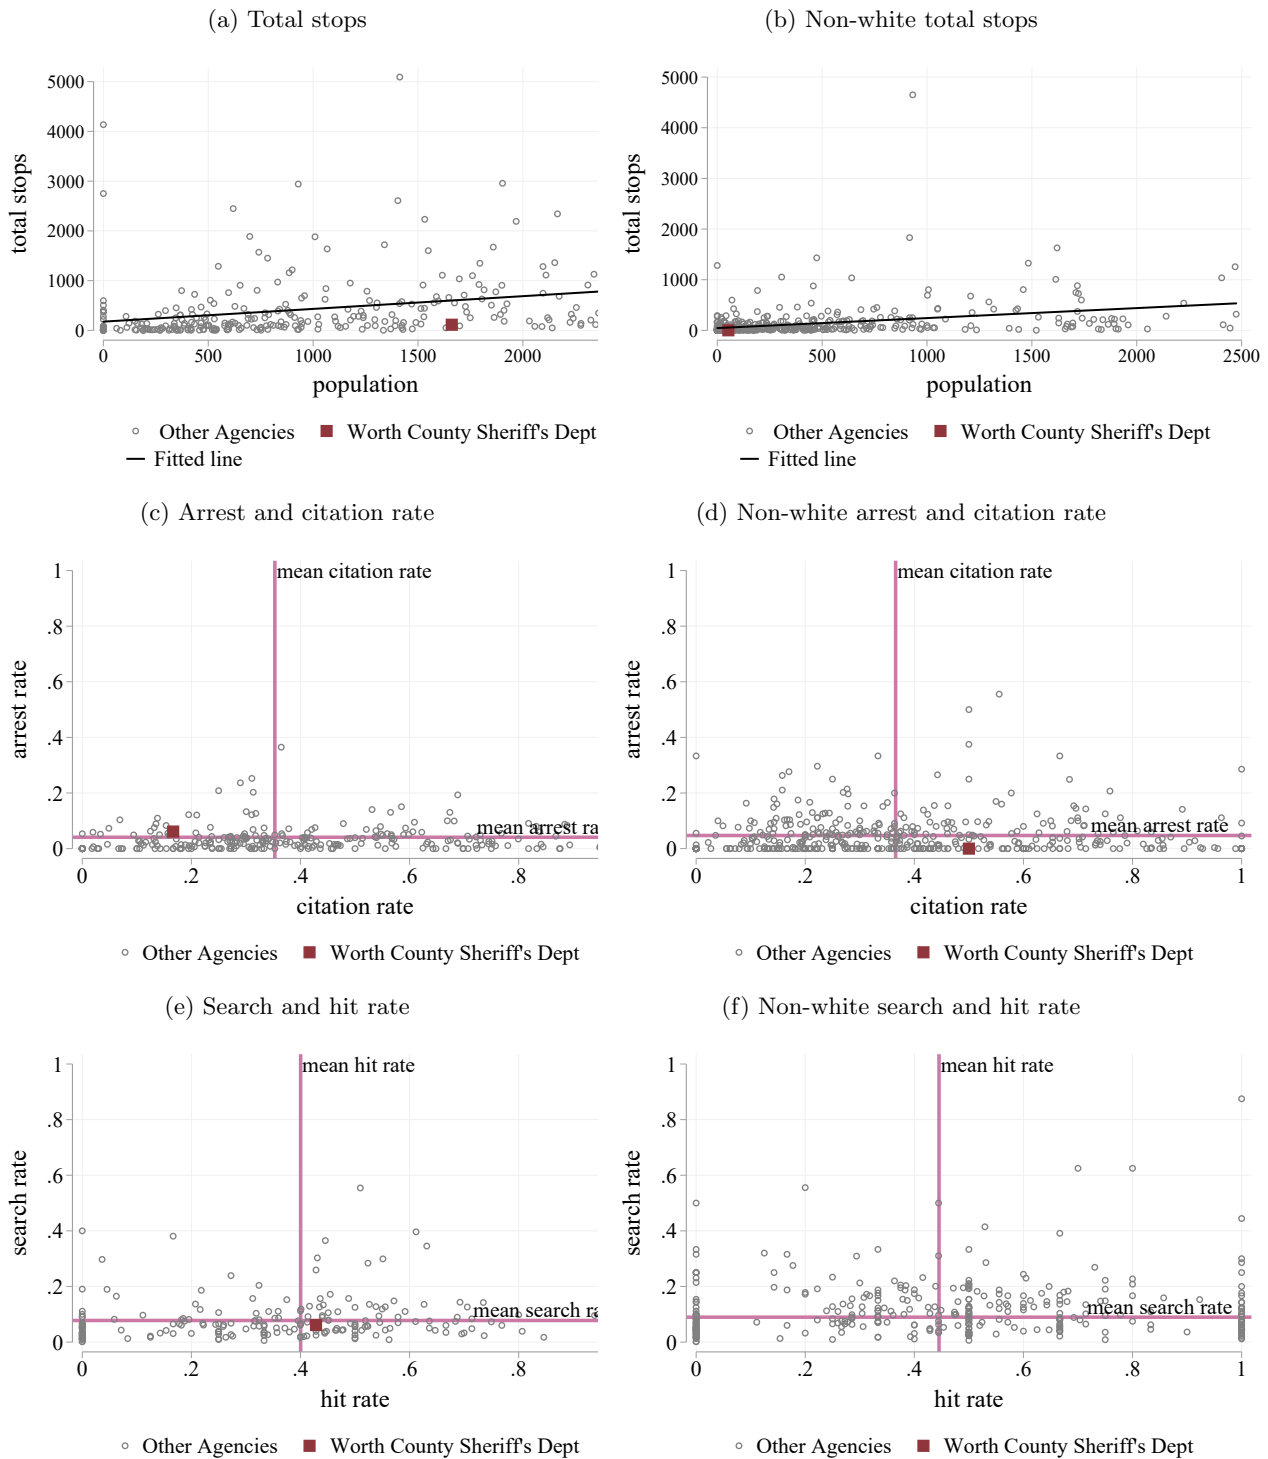 (a) Total stops
(b) Non-white total stops
total stops
5000
4000
3000
2000
1000
0
0 500 1000 1500 2000
population
Other Agencies Worth County Sheriff's Dept
Fitted line
total stops
5000
4000
3000
2000
1000
0
0 500 1000 1500 2000 2500
population
Other Agencies Worth County Sheriff's Dept
Fitted line
(c) Arrest and citation rate
(d) Non-white arrest and citation rate
arrest rate
1
.8
.6
.4
.2
0
mean citation rate
mean arrest ra
0 .2 .4 .6 .8
citation rate
Other Agencies Worth County Sheriff's Dept
arrest rate
1
.8
.6
.4
.2
0
mean citation rate
mean arrest rate
0 .2 .4 .6 .8 1
citation rate
Other Agencies Worth County Sheriff's Dept
(e) Search and hit rate
(f) Non-white search and hit rate
search rate
1
.8
.6
.4
.2
0
mean hit rate
mean search ra
0 .2 .4 .6 .8
hit rate
Other Agencies Worth County Sheriff's Dept
search rate
1
.8
.6
.4
.2
0
mean hit rate
mean search rate
0 .2 .4 .6 .8 1
hit rate
Other Agencies Worth County Sheriff's Dept